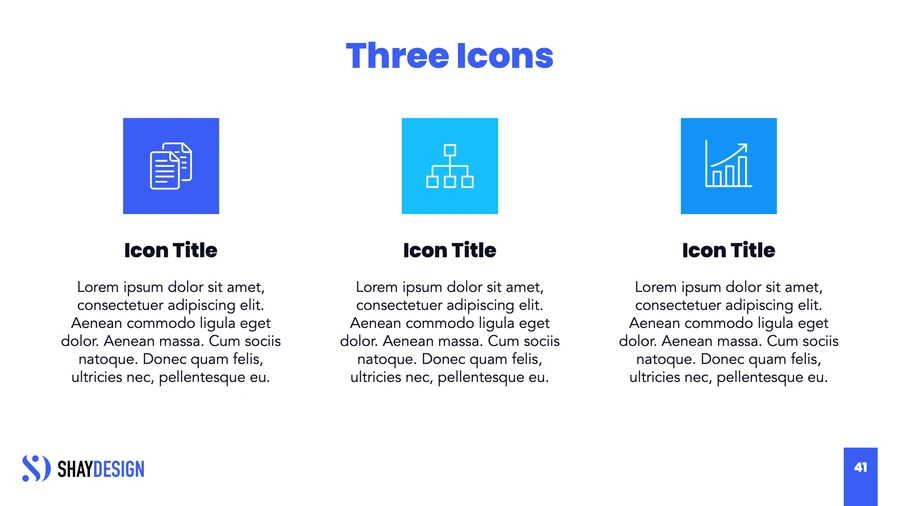 Three Icons
Icon Title
Lorem ipsum dolor sit amet,
consectetuer adipiscing elit.
Aenean commodo ligula eget
dolor. Aenean massa. Cum sociis
natoque. Donec quam felis,
ultricies nec, pellentesque eu.
Icon Title
Lorem ipsum dolor sit amet,
consectetuer adipiscing elit.
Aenean commodo ligula eget
dolor. Aenean massa. Cum sociis
natoque. Donec quam felis,
ultricies nec, pellentesque eu.
Icon Title
Lorem ipsum dolor sit amet,
consectetuer adipiscing elit.
Aenean commodo ligula eget
dolor. Aenean massa. Cum sociis
natoque. Donec quam felis,
ultricies nec, pellentesque eu.
SHAYDESIGN
41